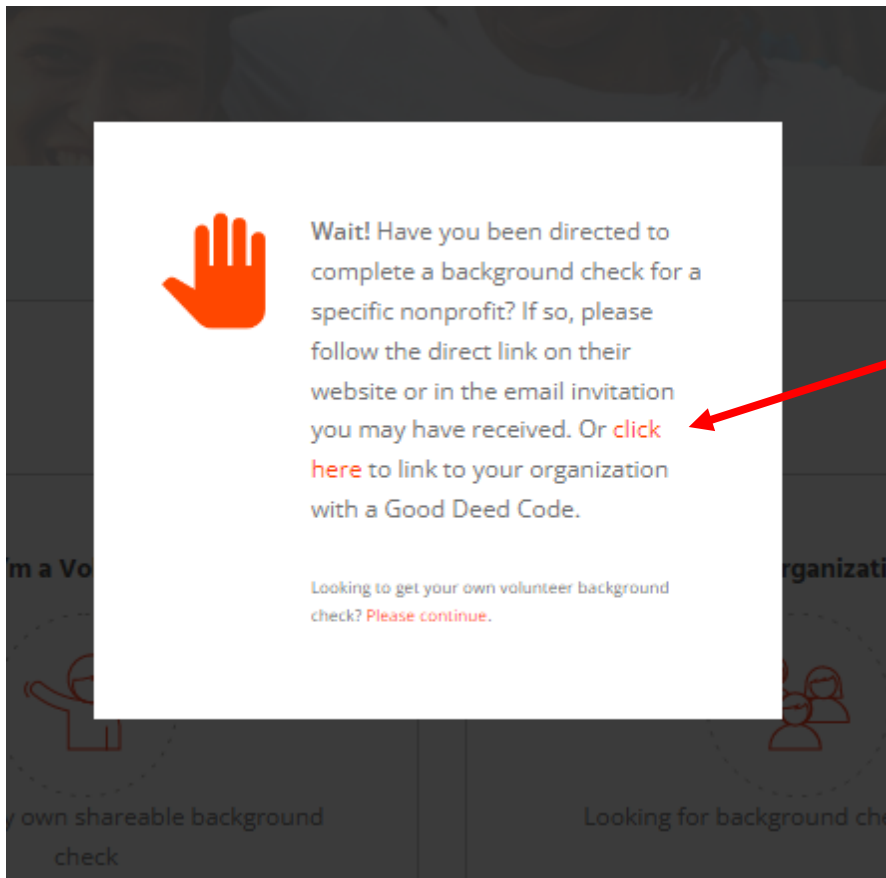 Wait! Have you been directed to
complete a background check for a
specific nonprofit? If so, please
follow the direct link on their
website or in the email invitation
you may have received. Or click
here to link to your organization
with a Good Deed Code.
Looking to get your own volunteer background
check? Please continue.
'm a Vo
rganizati
y own shareable background
check
Looking for background che